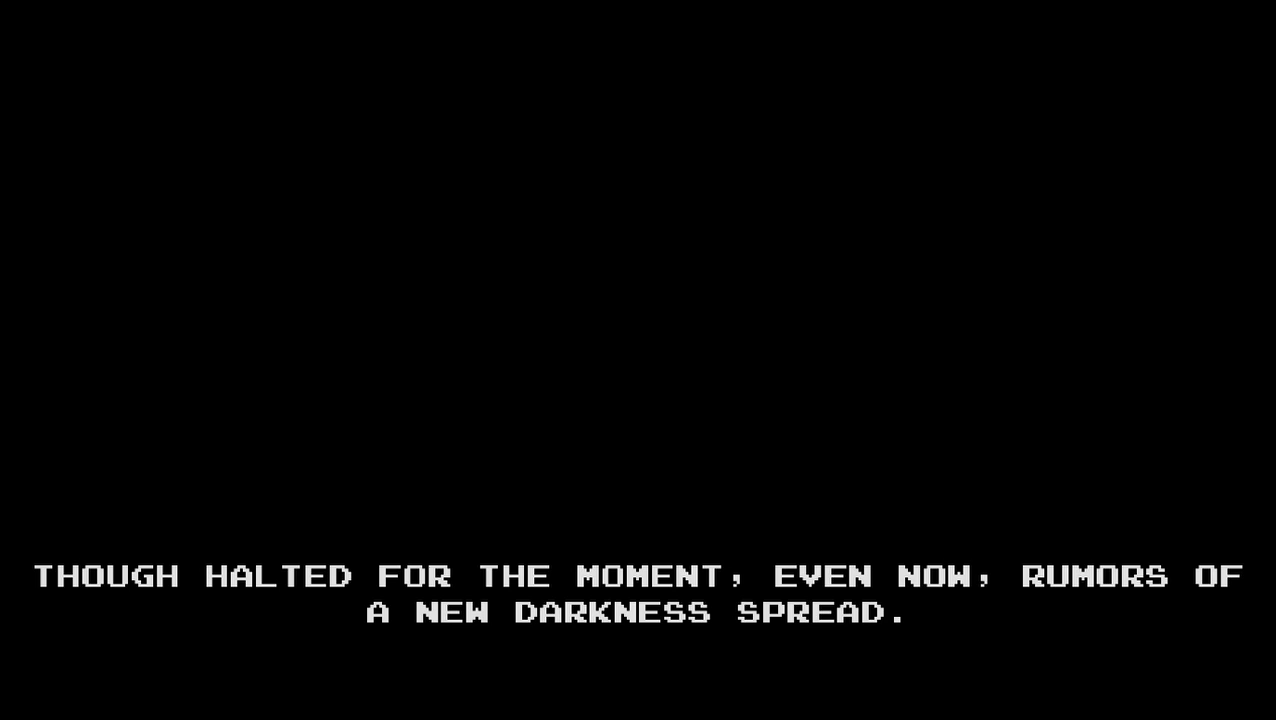 THOUGH HALTED FOR THE MOMENT, EVEN NOW, RUMORS OF
A NEW DARKNESS SPREAD.